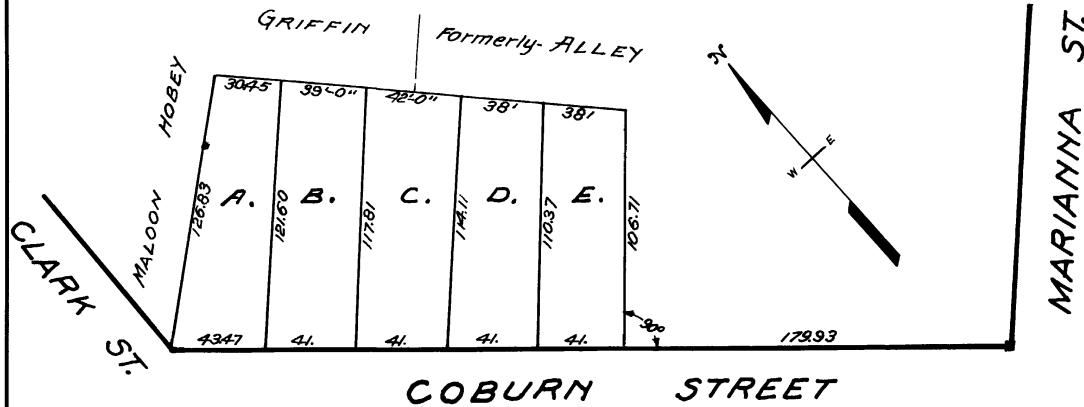 GRIFFIN Formerly- ALLEY
MARIANNA ST.
MALOON HOBEY
30.45 39'-0" 42'-0" 38' 38'
N
W E
126.83 A. 121.60 B. 117.81 C. 114.11 D. 110.37 E. 106.71
CLARK ST.
43.47 41. 41. 41. 41. 90° 179.93
COBURN STREET